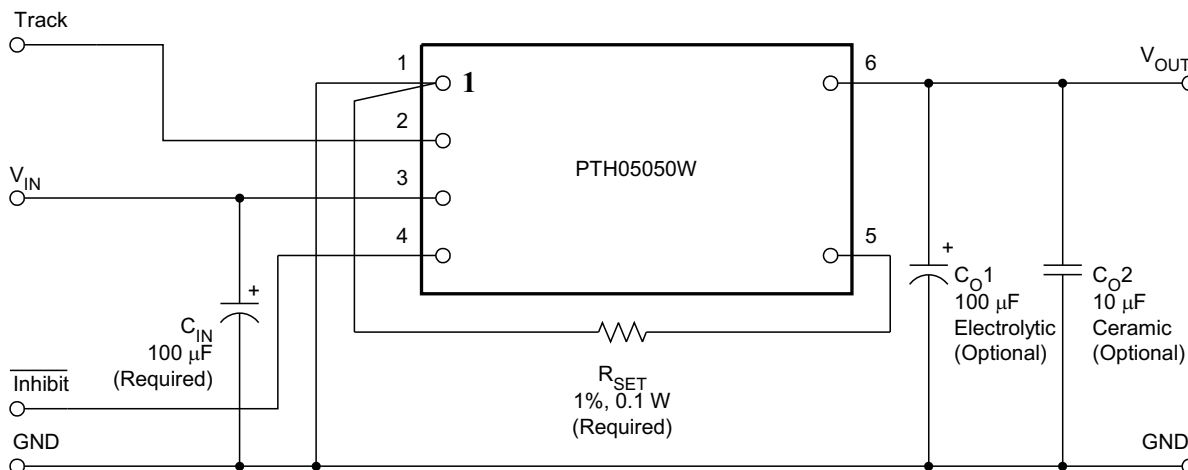 Track
1
1
6
V_OUT
2
PTH05050W
V_IN
3
4
5
+
+
C_IN
100 μF
(Required)
C_O1
100 μF
Electrolytic
(Optional)
C_O2
10 μF
Ceramic
(Optional)
Inhibit
R_SET
1%, 0.1 W
(Required)
GND
GND